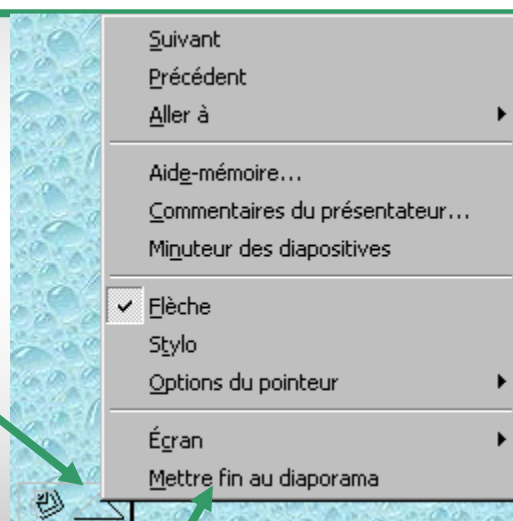 Suivant
Précédent
Aller à
Aide-mémoire...
Commentaires du présentateur...
Minuteur des diapositives
Flèche
Stylo
Options du pointeur
Écran
Mettre fin au diaporama